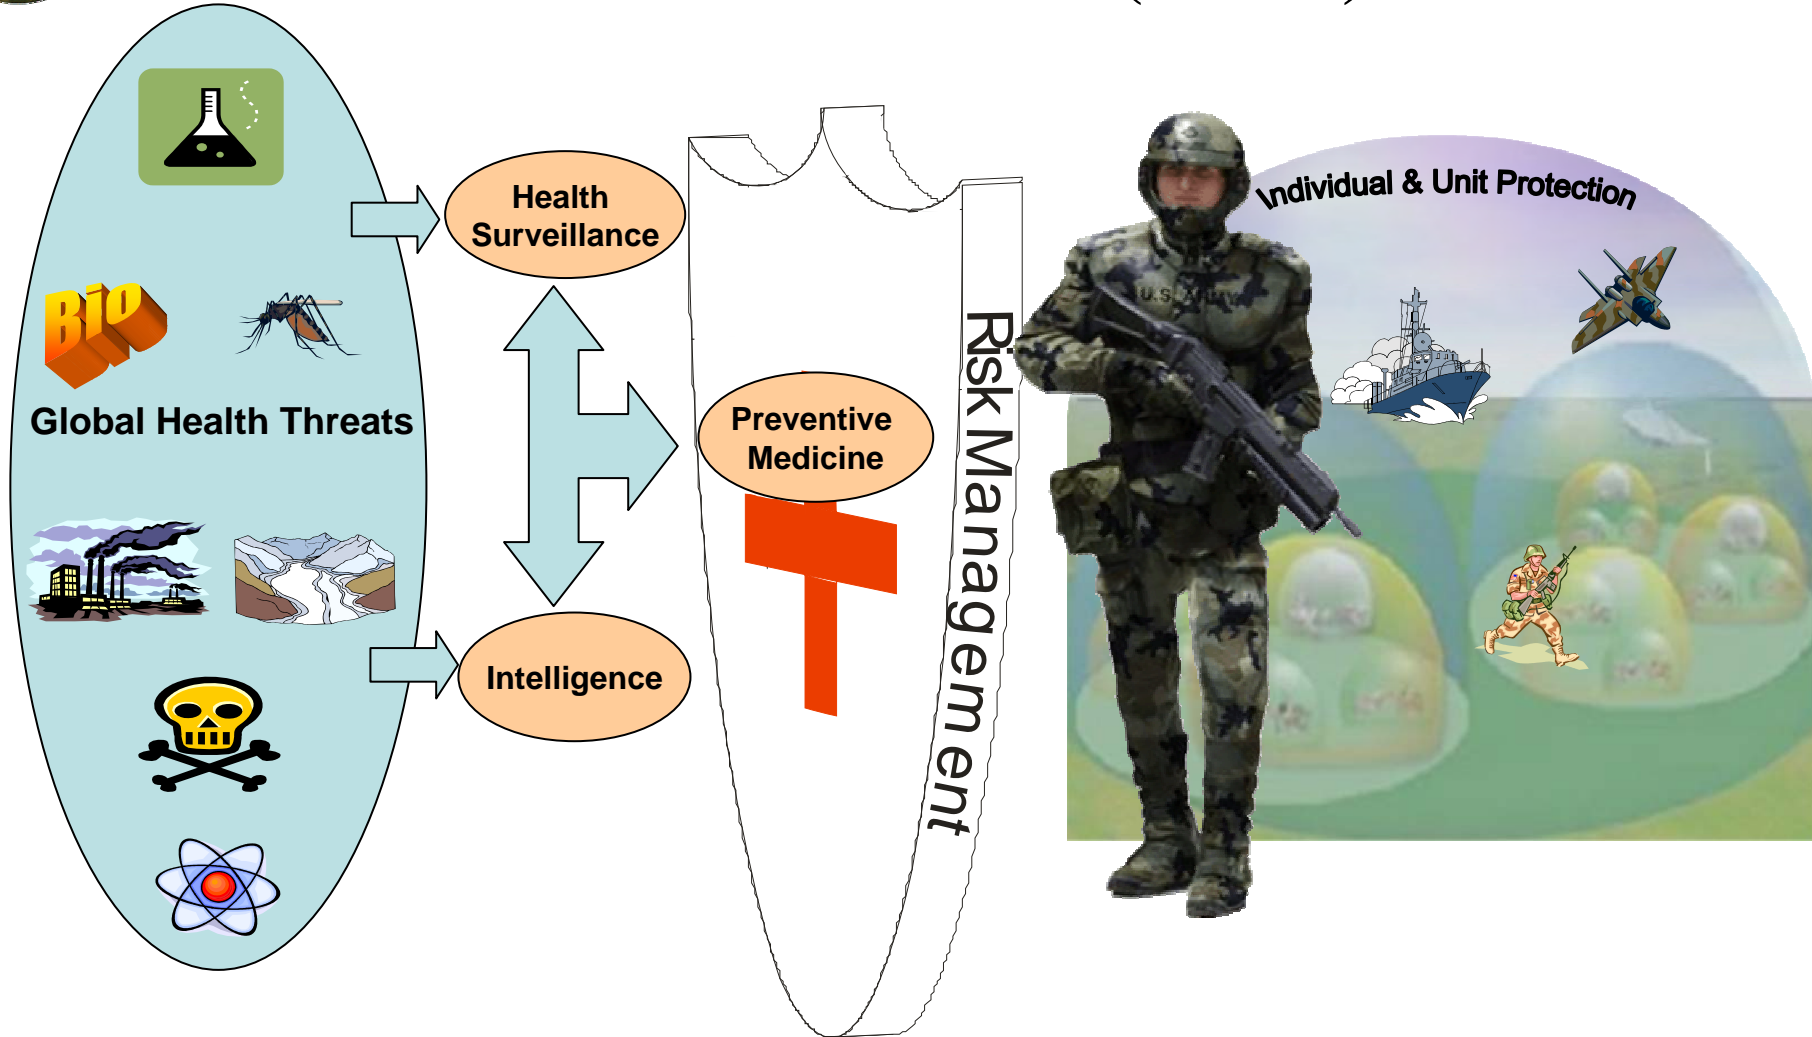 Health
Surveillance
Individual & Unit Protection
U.S. ARMY
Bio
Global Health Threats
Preventive
Medicine
Risk Management
Intelligence